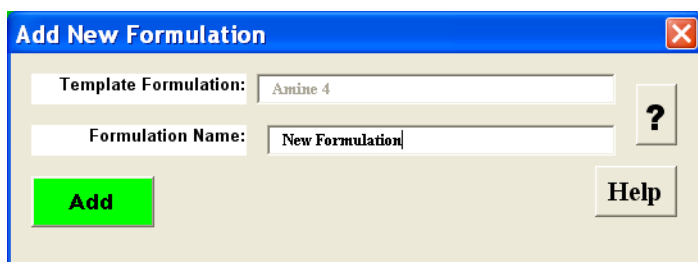 Add New Formulation
Template Formulation: Amine 4
?
Formulation Name: New Formulation
Add
Help